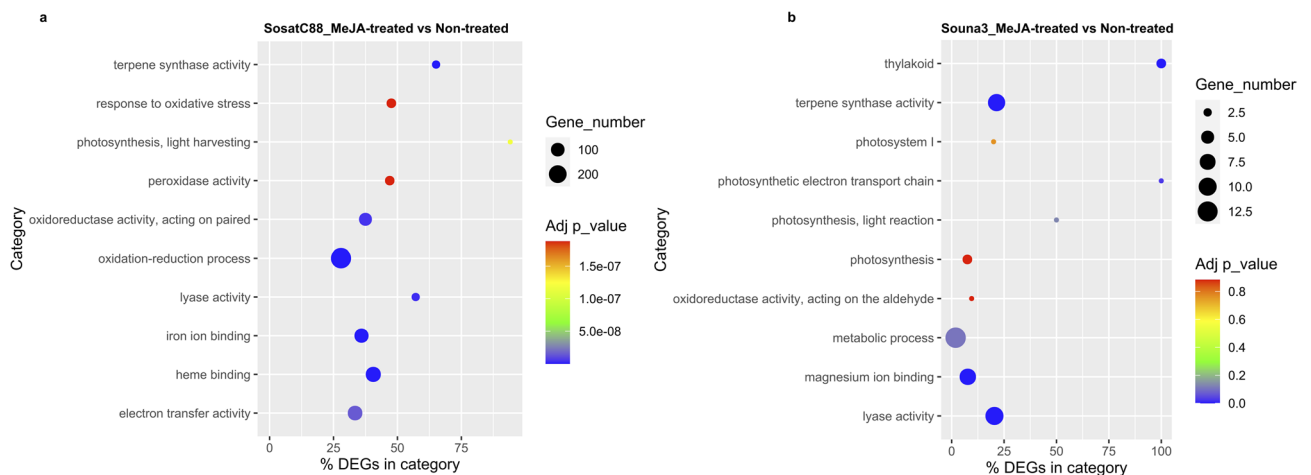 a
SosatC88_MeJA-treated vs Non-treated
Category
terpene synthase activity
response to oxidative stress
photosynthesis, light harvesting
peroxidase activity
oxidoreductase activity, acting on paired
oxidation-reduction process
lyase activity
iron ion binding
heme binding
electron transfer activity
0 25 50 75
% DEGs in category
Gene_number
100
200
Adj p_value
1.5e-07
1.0e-07
5.0e-08
b
Souna3_MeJA-treated vs Non-treated
Category
thylakoid
terpene synthase activity
photosystem I
photosynthetic electron transport chain
photosynthesis, light reaction
photosynthesis
oxidoreductase activity, acting on the aldehyde
metabolic process
magnesium ion binding
lyase activity
0 25 50 75 100
% DEGs in category
Gene_number
2.5
5.0
7.5
10.0
12.5
Adj p_value
0.8
0.6
0.4
0.2
0.0